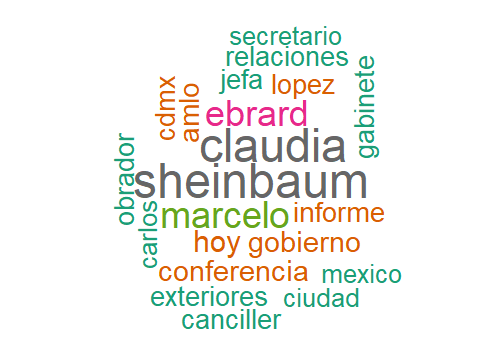 secretario
relaciones
jefa lopez
gabinete
cdmx
amlo
ebrard
claudia
sheinbaum
obrador
carlos
marcelo informe
hoy gobierno
conferencia mexico
exteriores ciudad
canciller